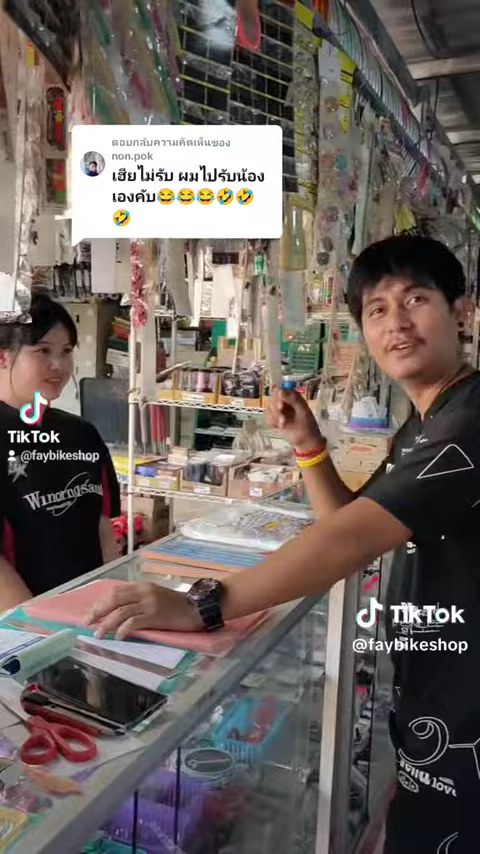 ตอบกลับความคิดเห็นของ
non.pok
เฮียไม่รับ ผมไปรับน้อง
เองคับ😂😂😂🤣🤣
🤣
TikTok
@faybikeshop
TikTok
@faybikeshop